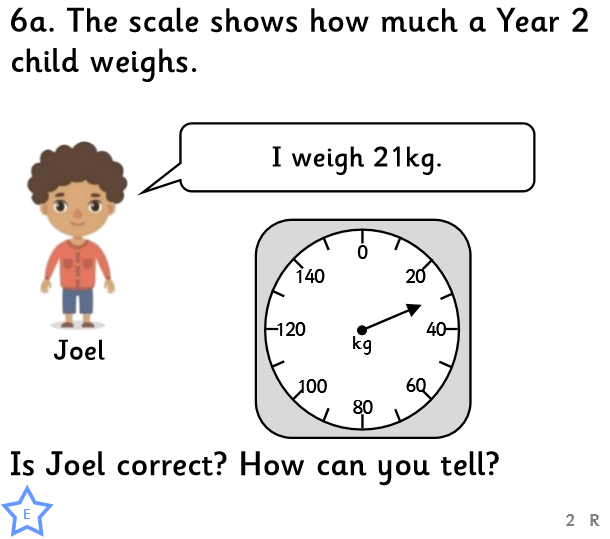 6a. The scale shows how much a Year 2
child weighs.
I weigh 21kg.
0
140
20
120
40
kg
100
60
80
Joel
Is Joel correct? How can you tell?
E
2 R